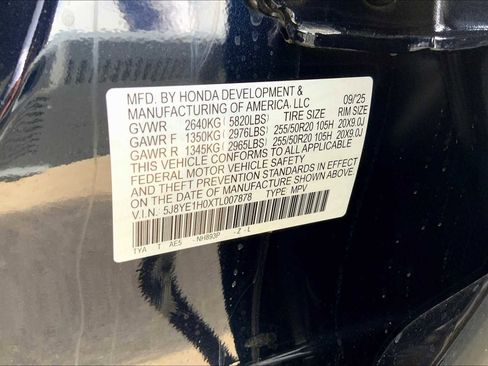 MFD. BY HONDA DEVELOPMENT & 09/25
MANUFACTURING OF AMERICA, LLC
GVWR 2640KG( 5820LBS) TIRE SIZE RIM SIZE
GAWR F 1350KG( 2976LBS) 255/50R20 105H 20X9.0J
GAWR R 1345KG( 2965LBS) 255/50R20 105H 20X9.0J
THIS VEHICLE CONFORMS TO ALL APPLICABLE
FEDERAL MOTOR VEHICLE SAFETY
AND THEFT PREVENTION STANDARDS IN EFFECT
ON THE DATE OF MANUFACTURE SHOWN ABOVE.
V.I.N. 5J8YE1H0XTL007878 TYPE MPV
TYA T AE5 -NH893P -Z -L